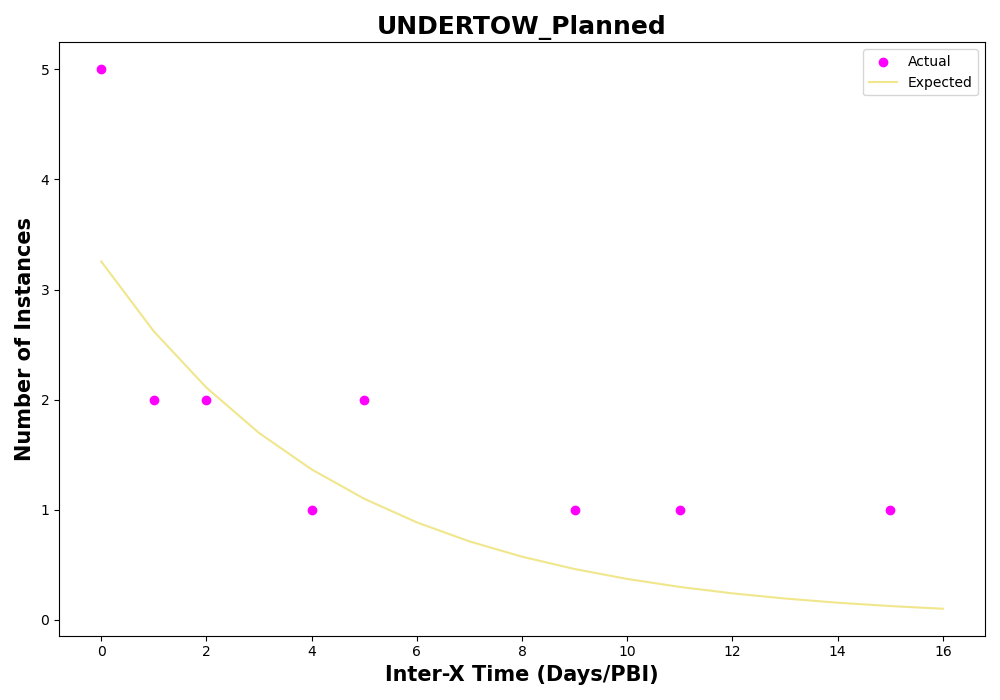 UNDERTOW_Planned
Actual
Expected
Number of Instances
5
4
3
2
1
0
0 2 4 6 8 10 12 14 16
Inter-X Time (Days/PBI)